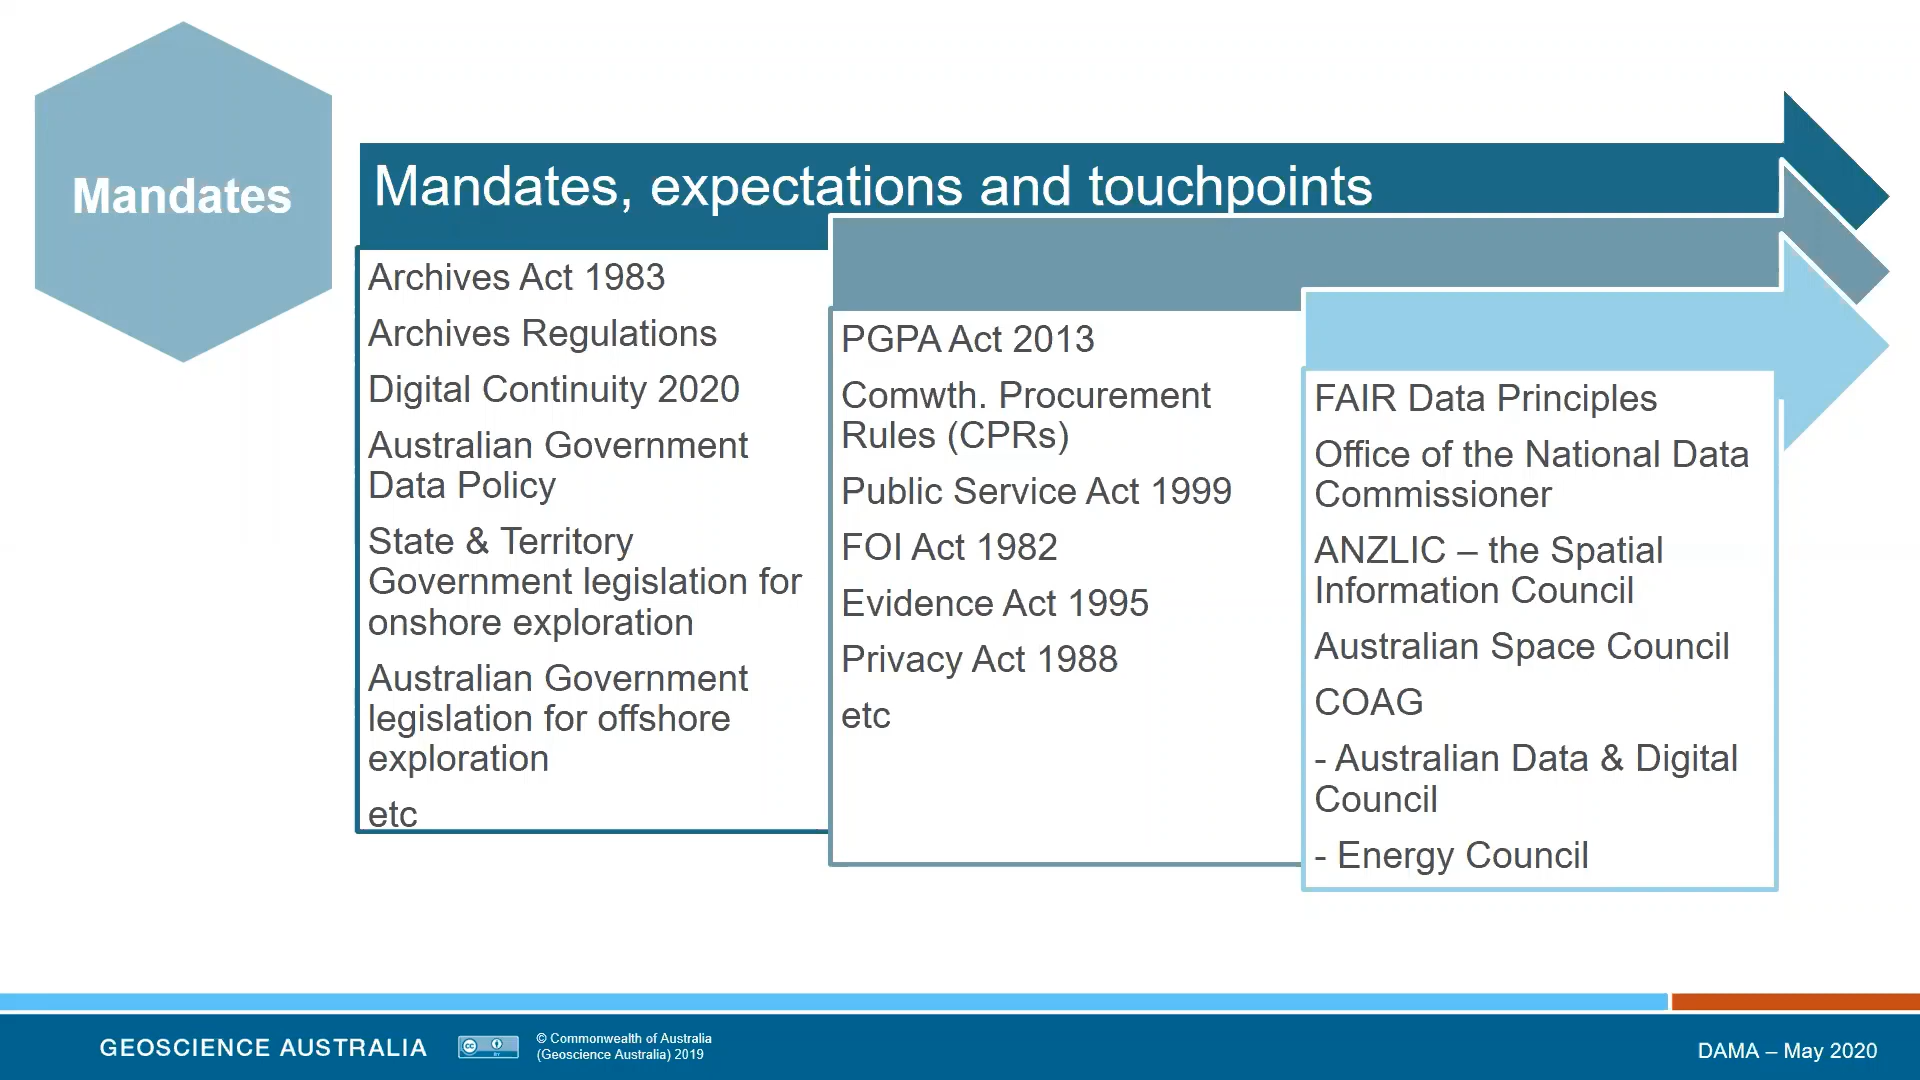 Mandates
Mandates, expectations and touchpoints
Archives Act 1983
Archives Regulations
Digital Continuity 2020
Australian Government
Data Policy
State & Territory
Government legislation for
onshore exploration
Australian Government
legislation for offshore
exploration
etc
PGPA Act 2013
Comwth. Procurement
Rules (CPRs)
Public Service Act 1999
FOI Act 1982
Evidence Act 1995
Privacy Act 1988
etc
FAIR Data Principles
Office of the National Data
Commissioner
ANZLIC – the Spatial
Information Council
Australian Space Council
COAG
- Australian Data & Digital
Council
- Energy Council
GEOSCIENCE AUSTRALIA
cc
BY
© Commonwealth of Australia
(Geoscience Australia) 2019
DAMA – May 2020